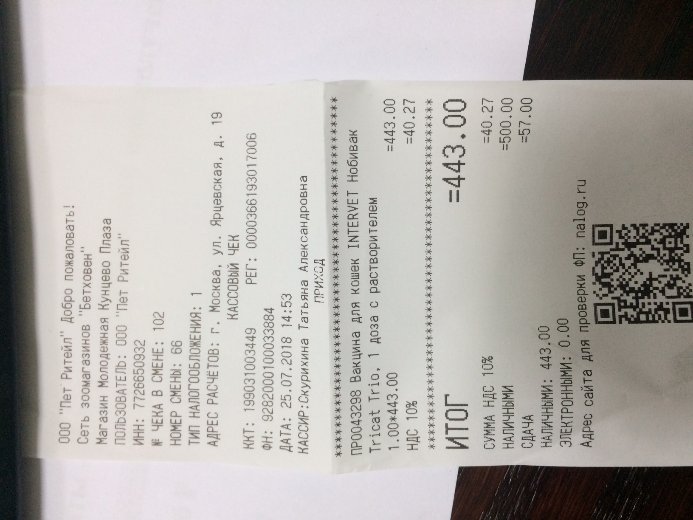 ООО "Пет Ритейл" Добро пожаловать!
Сеть зоомагазинов "Бетховен"
Магазин Молодежная Кунцево Плаза
ПОЛЬЗОВАТЕЛЬ: ООО "Пет Ритейл"
ИНН: 7726650932
№ ЧЕКА В СМЕНЕ: 102
НОМЕР СМЕНЫ: 66
ТИП НАЛОГООБЛОЖЕНИЯ: 1
АДРЕС РАСЧЕТОВ: г. Москва, ул. Ярцевская, д. 19
КАССОВЫЙ ЧЕК
ККТ: 199031003449 РЕГ: 0000366193017006
ФН: 9282000100033884
ДАТА: 25.07.2018 14:53
КАССИР:Скурихина Татьяна Александровна
ПРИХОД
************************************************
ПР0043298 Вакцина для кошек INTERVET Нобивак
Tricat Trio. 1 доза с растворителем
1.00*443.00 =443.00
НДС 10% =40.27
************************************************
ИТОГ =443.00
СУММА НДС 10% =40.27
НАЛИЧНЫМИ =500.00
СДАЧА =57.00
НАЛИЧНЫМИ: 443.00
ЭЛЕКТРОННЫМИ: 0.00
Адрес сайта для проверки ФП: nalog.ru